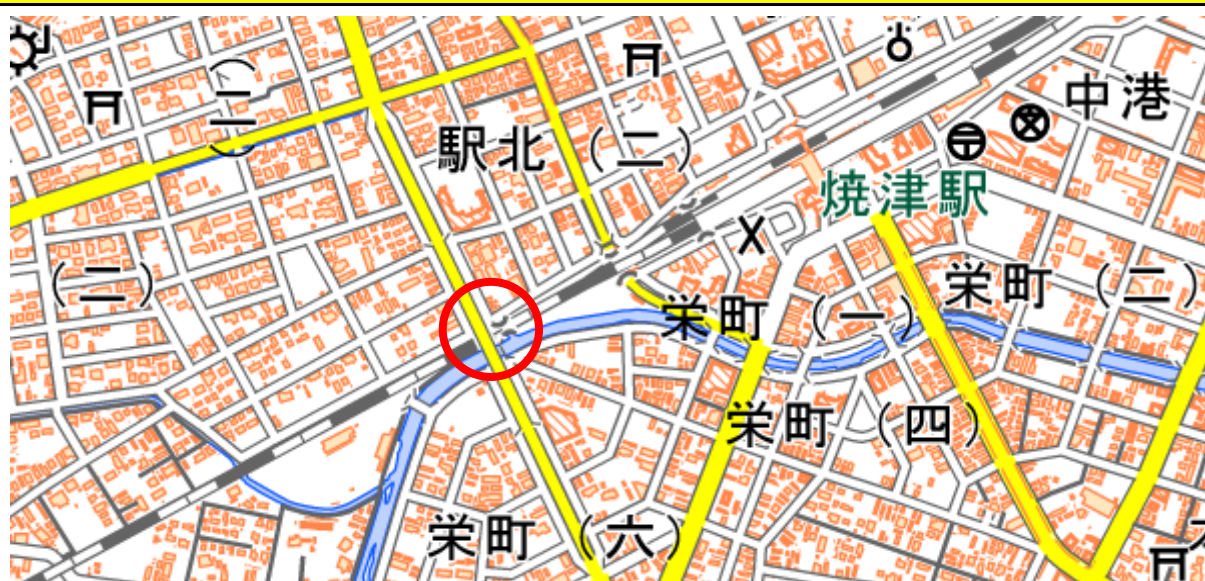 (二)
駅北 (二)
中港
焼津駅
(二)
栄町 (一)
栄町 (二)
栄町 (四)
栄町 (六)